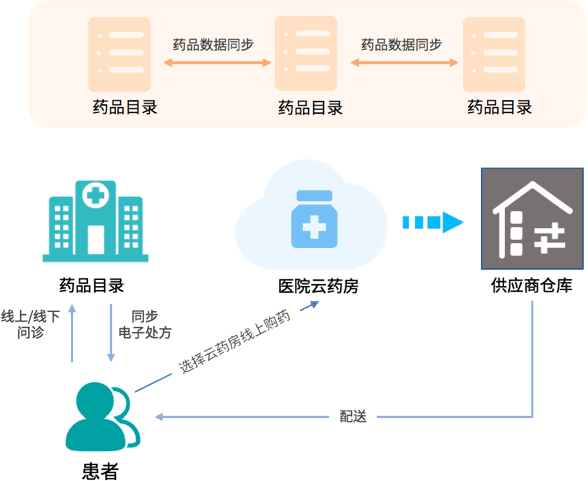 药品数据同步
药品数据同步
药品目录
药品目录
药品目录
药品目录
医院云药房
供应商仓库
线上/线下
问诊
同步
电子处方
选择云药房线上购药
配送
患者